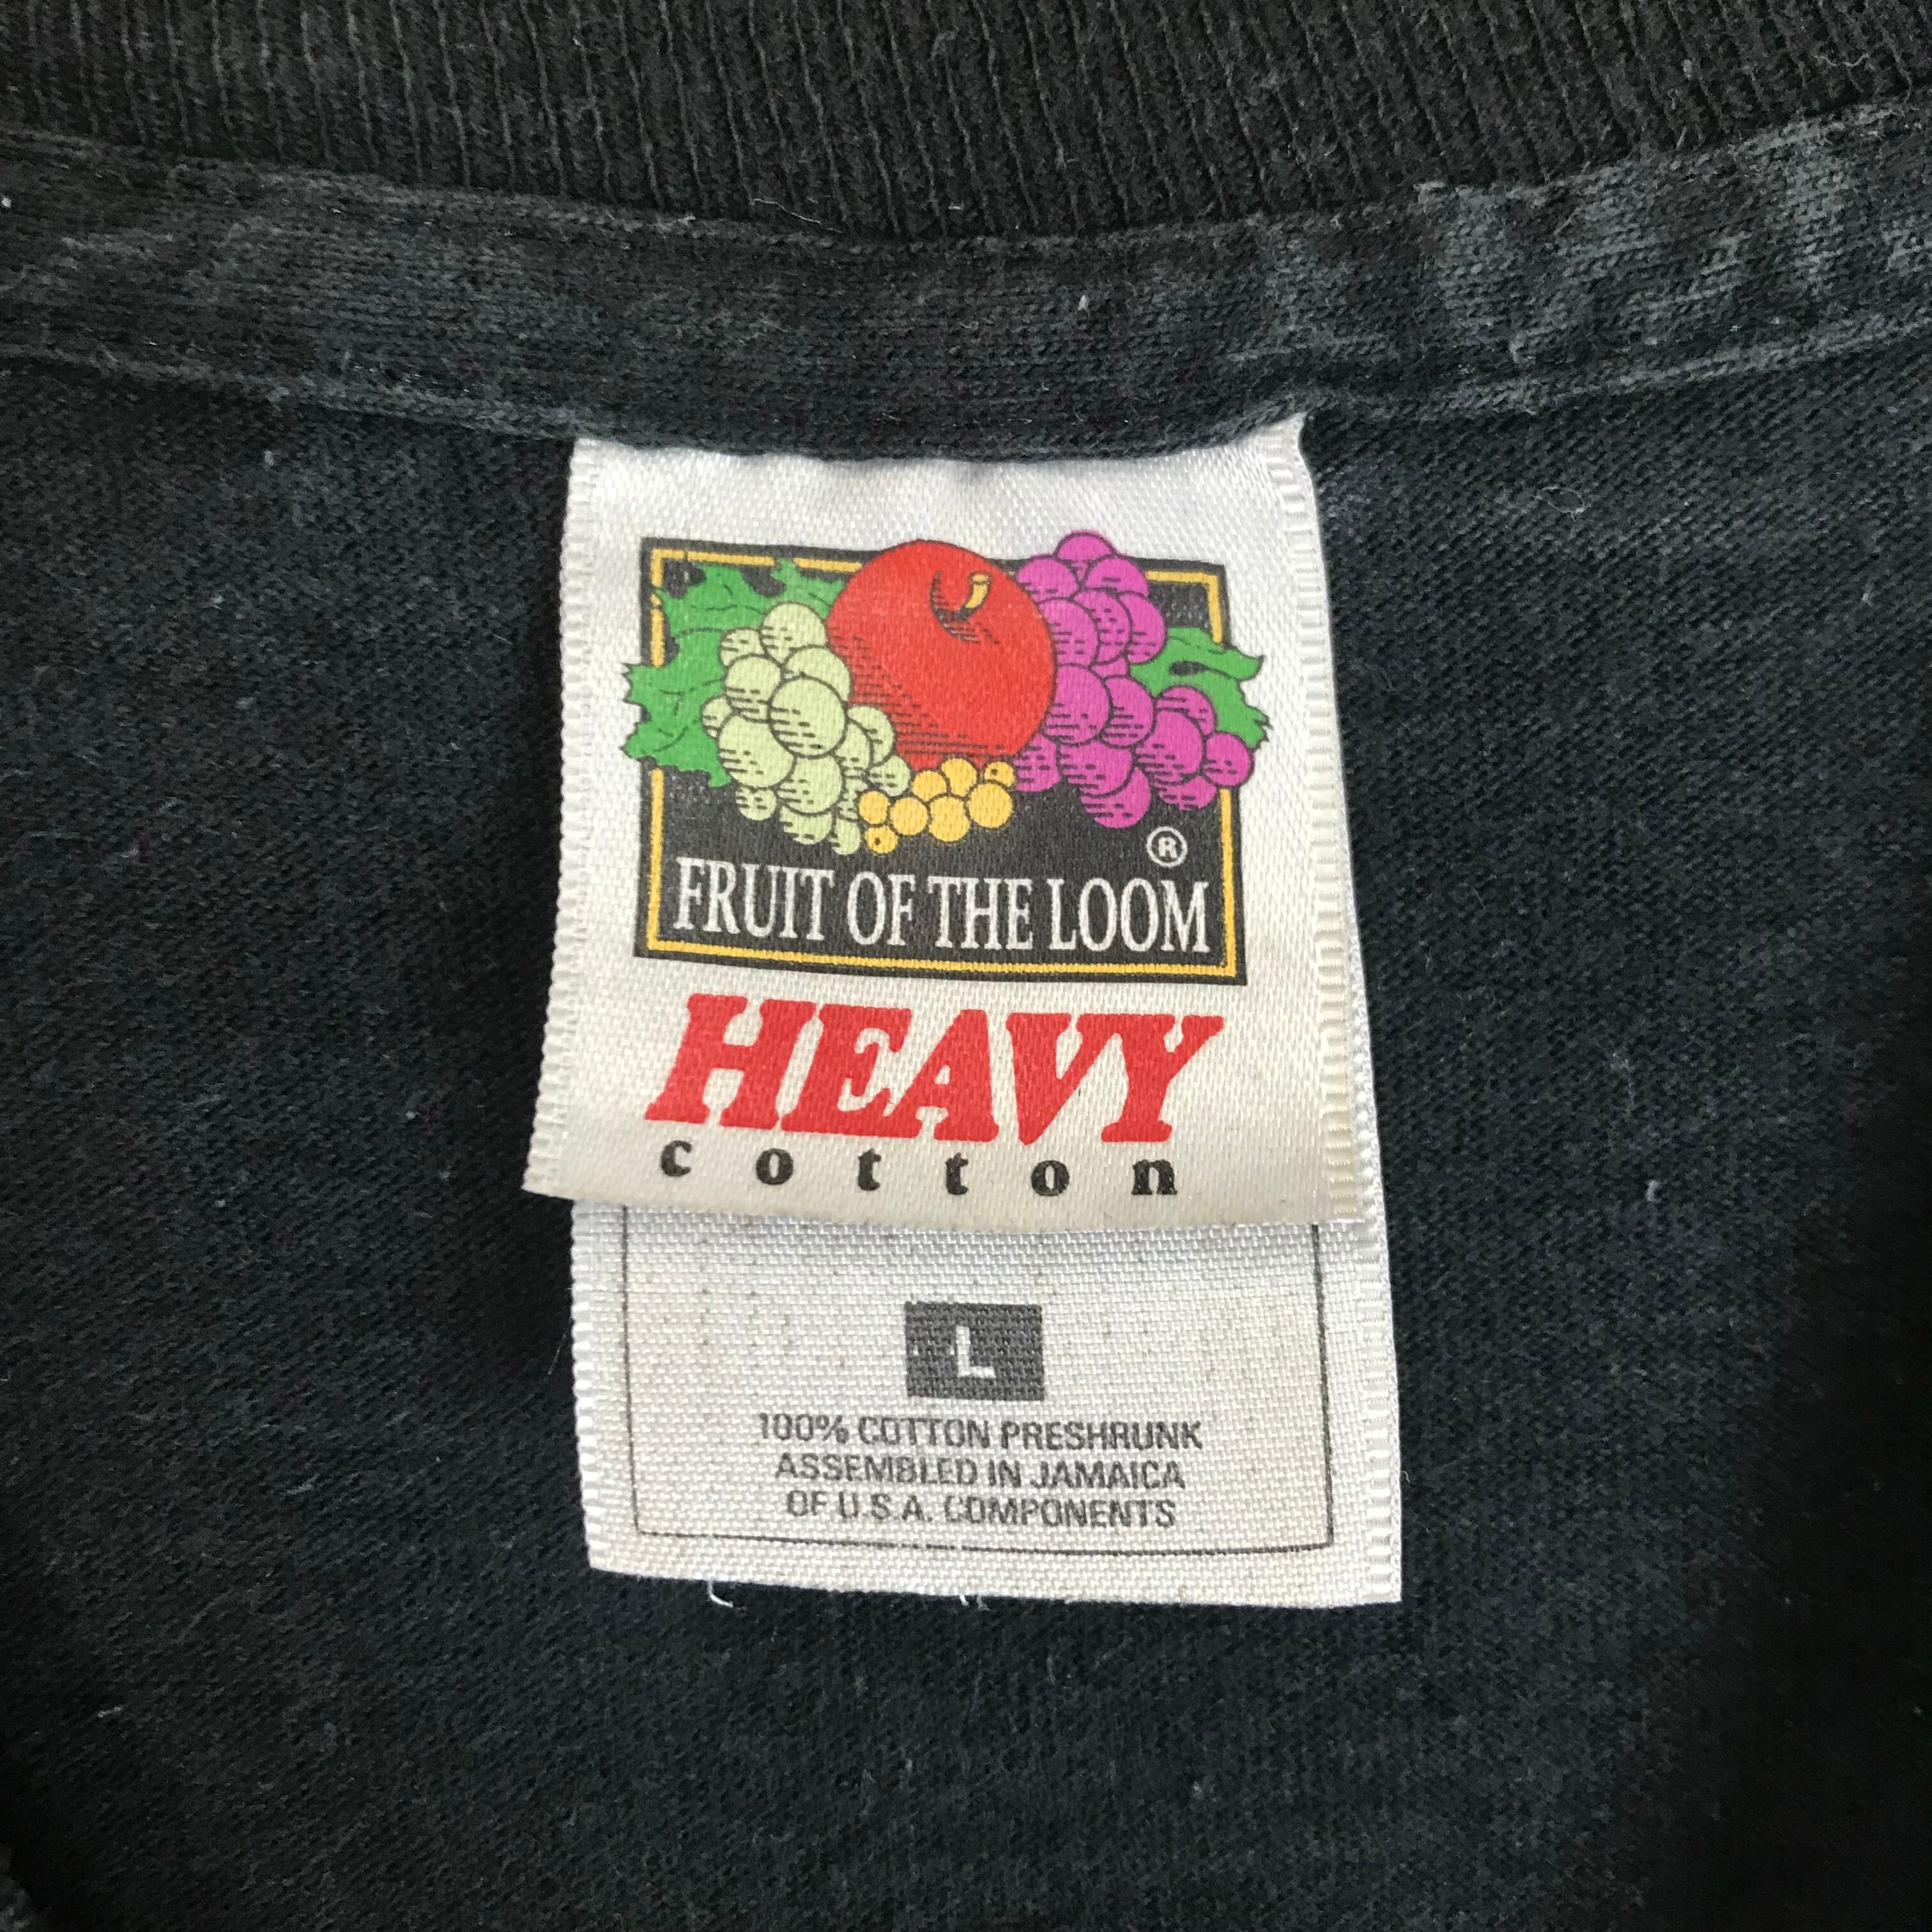 ®
FRUIT OF THE LOOM
HEAVY
cotton
L
100% COTTON PRESHRUNK
ASSEMBLED IN JAMAICA
OF U.S.A. COMPONENTS